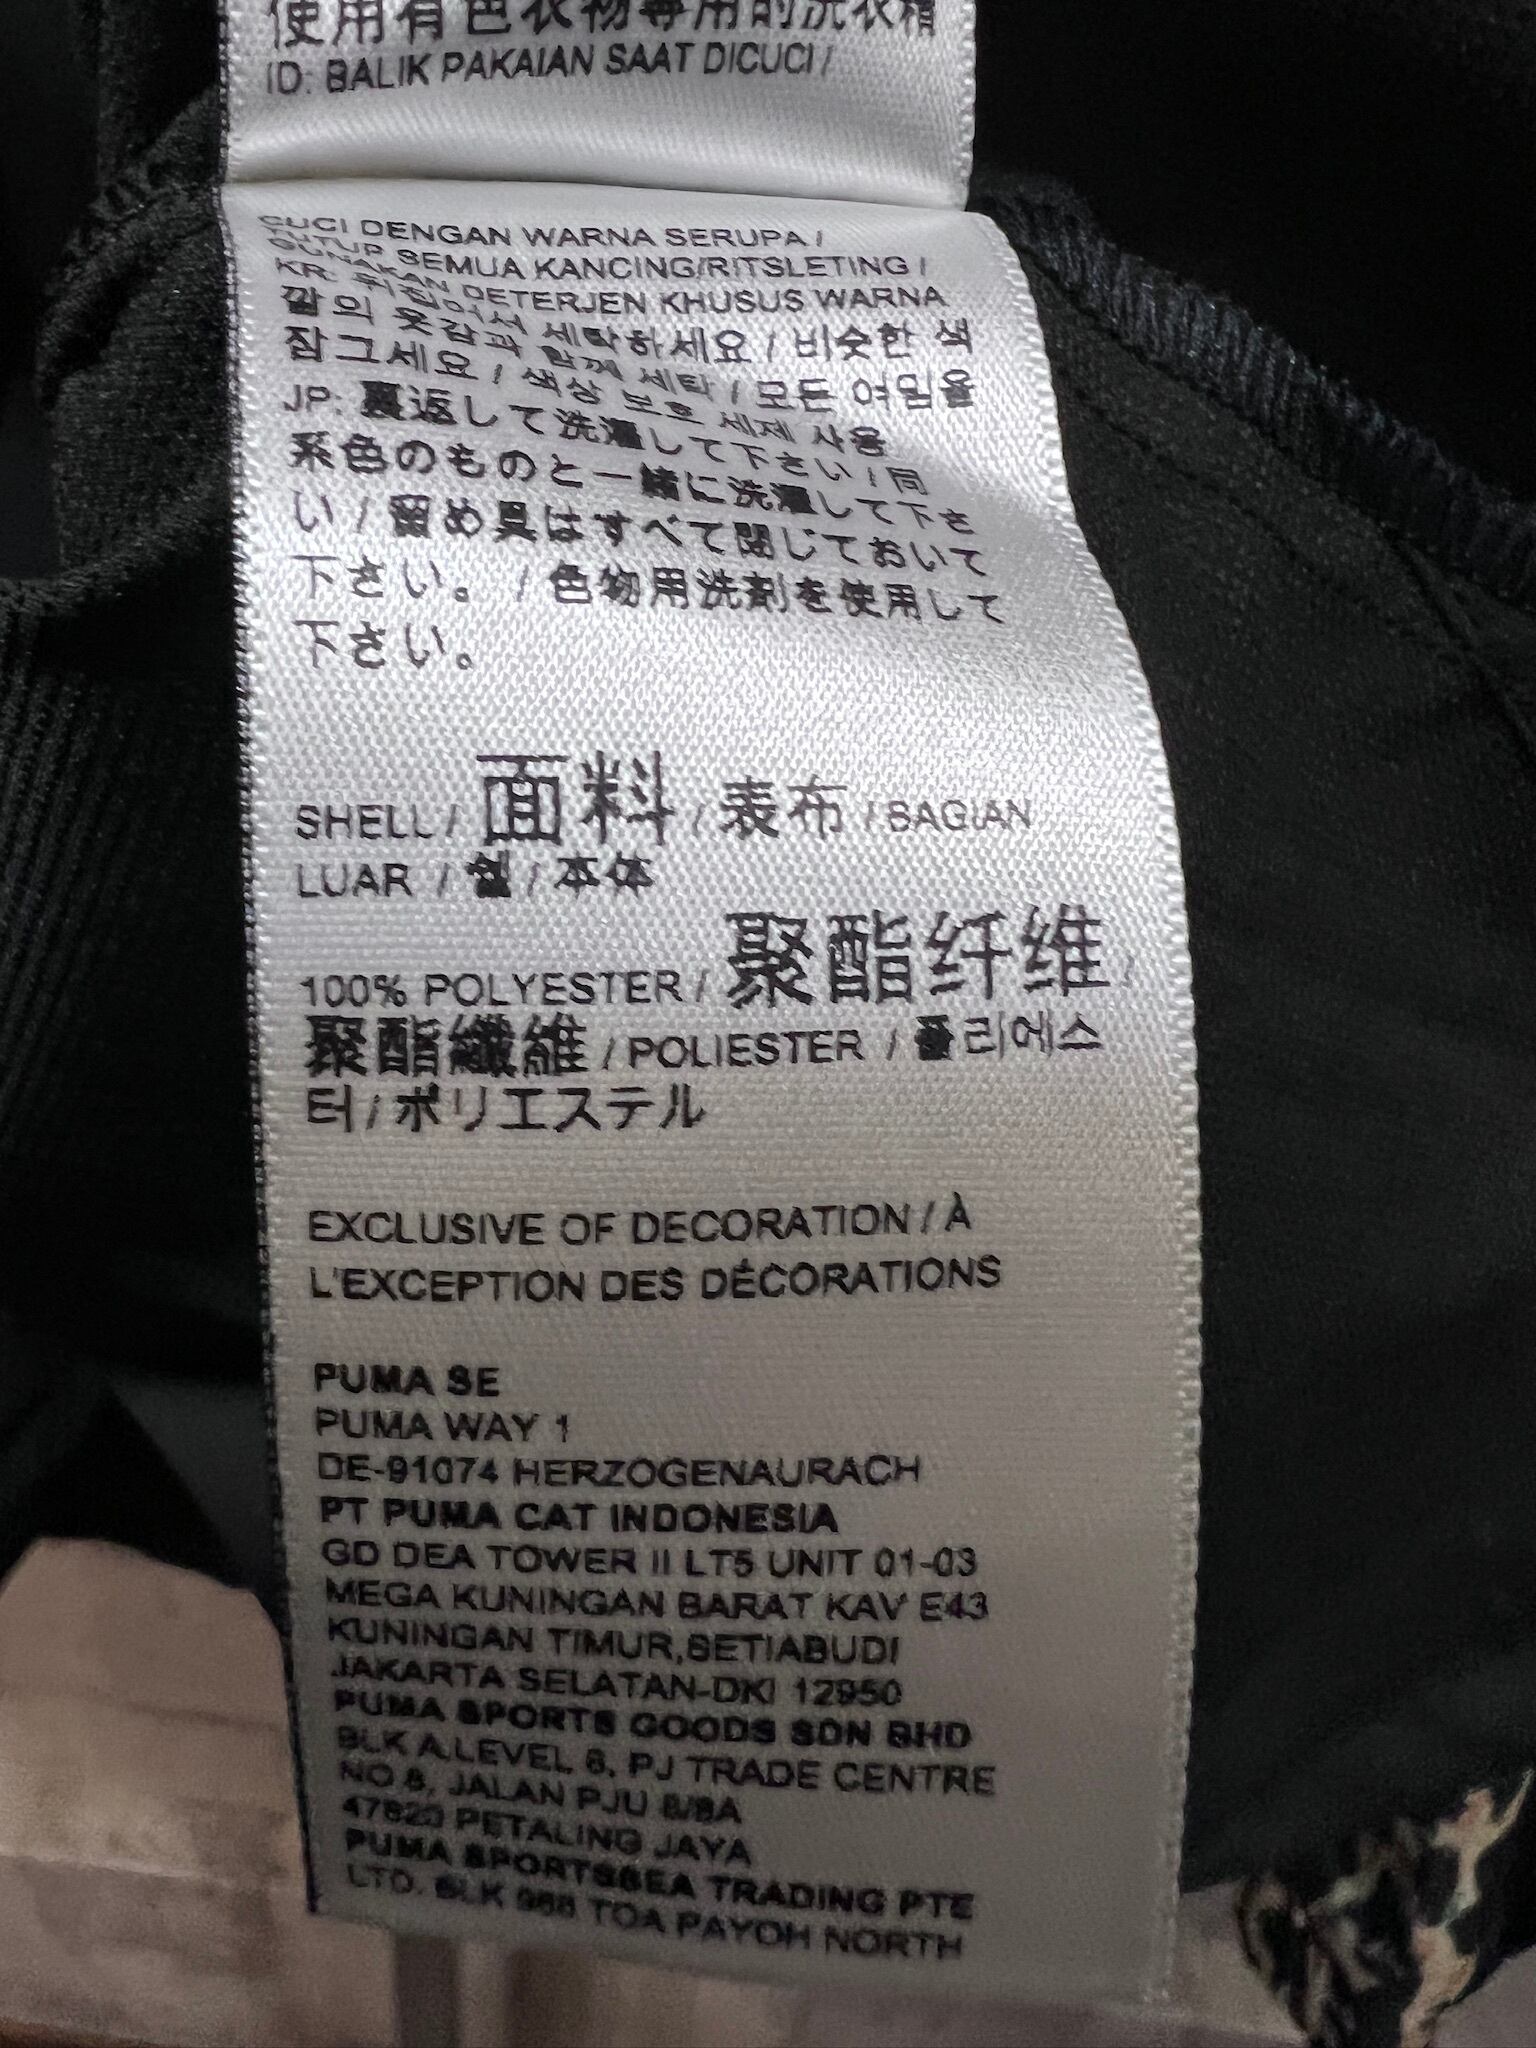 使用有色衣物專用的洗衣精
ID: BALIK PAKAIAN SAAT DICUCI /
CUCI DENGAN WARNA SERUPA /
TUTUP SEMUA KANCING/RITSLETING /
GUNAKAN DETERJEN KHUSUS WARNA
KR: 뒤집어서 세탁하세요 / 비슷한 색
깔의 옷감과 함께 세탁 / 모든 여밈을
잠그세요 / 색상 보호 세제 사용
JP: 裏返して洗濯して下さい / 同
系色のものと一緒に洗濯して下さ
い / 留め具はすべて閉じておいて
下さい。 / 色物用洗剤を使用して
下さい。
SHELL / 面料 / 表布 / SAGIAN
LUAR / 쉘 / 本体
100% POLYESTER / 聚酯纤维 /
聚酯纖維 / POLIESTER / 폴리에스
터 / ポリエステル
EXCLUSIVE OF DECORATION / À
L'EXCEPTION DES DÉCORATIONS
PUMA SE
PUMA WAY 1
DE-91074 HERZOGENAURACH
PT PUMA CAT INDONESIA
GD DEA TOWER II LT5 UNIT 01-03
MEGA KUNINGAN BARAT KAV E43
KUNINGAN TIMUR,SETIABUDI
JAKARTA SELATAN-DKI 12950
PUMA SPORTS GOODS SDN BHD
BLK A,LEVEL 6, PJ TRADE CENTRE
NO 8, JALAN PJU 8/8A
47820 PETALING JAYA
PUMA SPORTSSEA TRADING PTE
LTD. BLK 988 TOA PAYOH NORTH